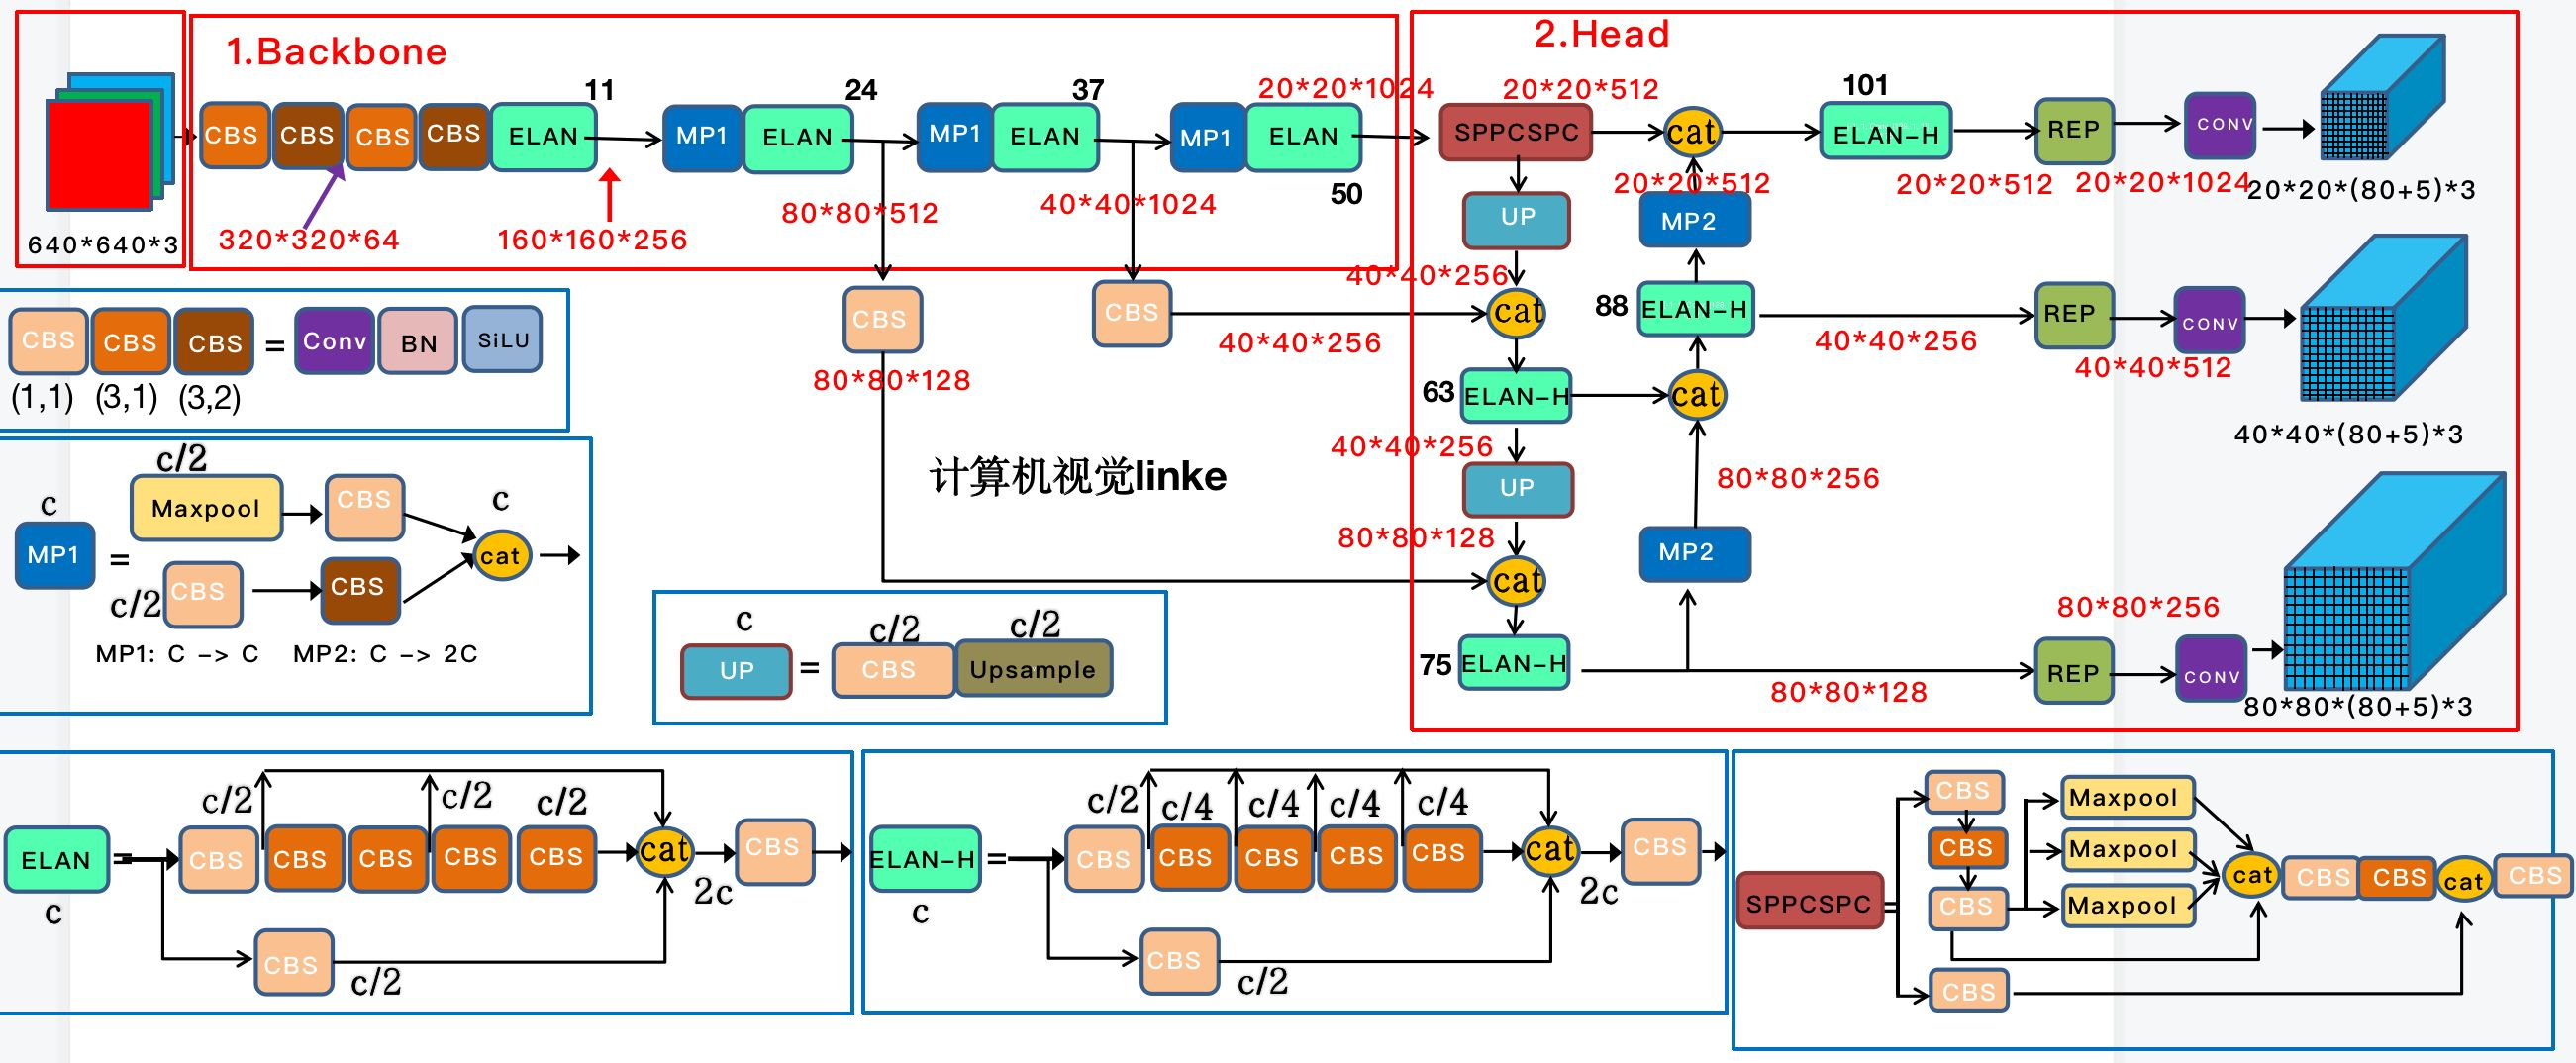 1.Backbone
2.Head
11
24
37
20*20*1024
20*20*512
101
CBS
CBS
CBS
CBS
ELAN
MP1
ELAN
MP1
ELAN
MP1
ELAN
SPPCSPC
cat
ELAN-H
REP
CONV
50
640*640*3
320*320*64
160*160*256
80*80*512
40*40*1024
20*20*512
20*20*512
20*20*1024
20*20*(80+5)*3
UP
MP2
40*40*256
CBS
CBS
cat
88
ELAN-H
REP
CONV
40*40*256
40*40*256
40*40*512
80*80*128
63
ELAN-H
cat
40*40*(80+5)*3
40*40*256
UP
80*80*256
计算机视觉linke
80*80*128
MP2
cat
80*80*256
75
ELAN-H
REP
CONV
80*80*128
80*80*(80+5)*3
CBS
CBS
CBS
=
Conv
BN
SiLU
(1,1)
(3,1)
(3,2)
c/2
c
Maxpool
CBS
c
MP1
=
cat
c/2
CBS
CBS
MP1: C -> C
MP2: C -> 2C
c
c/2
c/2
UP
=
CBS
Upsample
c/2
c/2
c/2
ELAN
=
CBS
CBS
CBS
CBS
CBS
cat
CBS
c
2c
CBS
c/2
c/2
c/4
c/4
c/4
c/4
ELAN-H
=
CBS
CBS
CBS
CBS
CBS
cat
CBS
c
2c
CBS
c/2
CBS
Maxpool
CBS
Maxpool
SPPCSPC
=
CBS
Maxpool
cat
CBS
CBS
cat
CBS
CBS